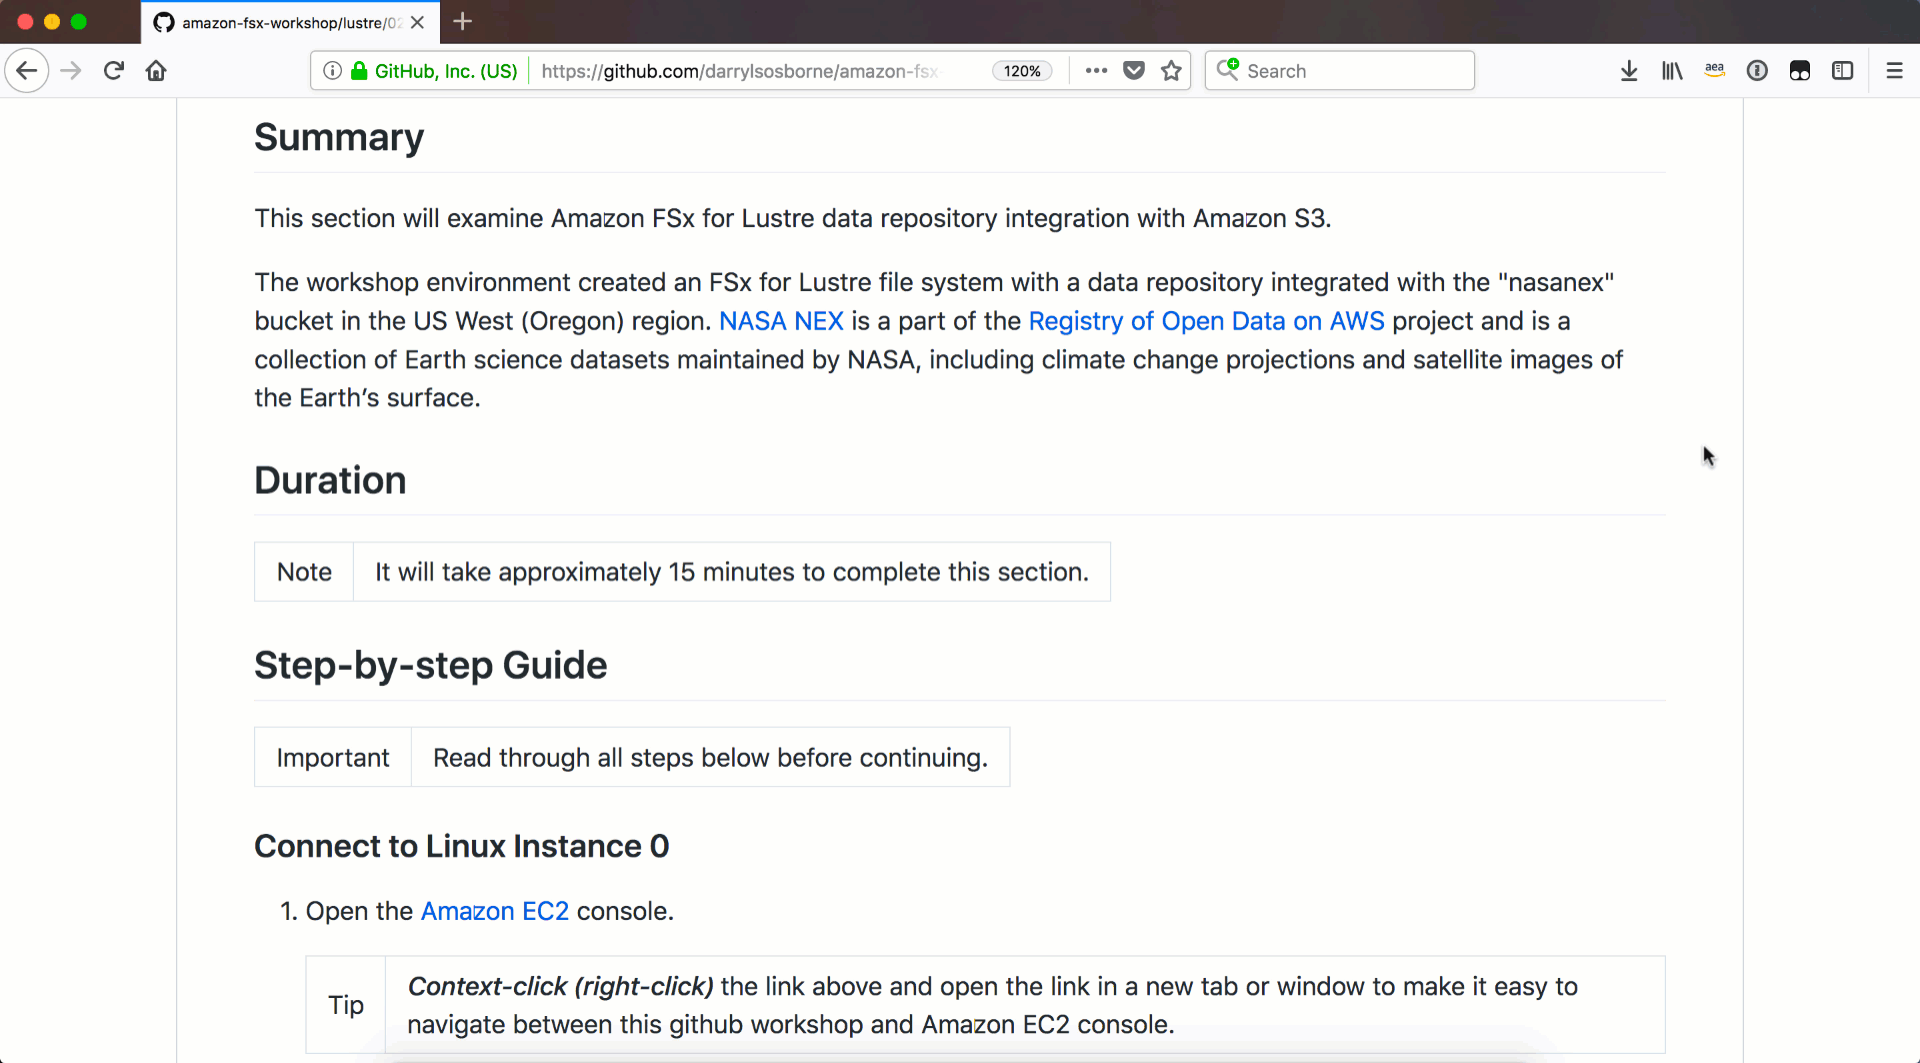 amazon-fsx-workshop/lustre/02
GitHub, Inc. (US)
https://github.com/darrylsosborne/amazon-fsx-
120%
Search
aea
Summary
This section will examine Amazon FSx for Lustre data repository integration with Amazon S3.
The workshop environment created an FSx for Lustre file system with a data repository integrated with the "nasanex"
bucket in the US West (Oregon) region. NASA NEX is a part of the Registry of Open Data on AWS project and is a
collection of Earth science datasets maintained by NASA, including climate change projections and satellite images of
the Earth’s surface.
Duration
Note It will take approximately 15 minutes to complete this section.
Step-by-step Guide
Important Read through all steps below before continuing.
Connect to Linux Instance 0
1. Open the Amazon EC2 console.
Tip
Context-click (right-click) the link above and open the link in a new tab or window to make it easy to
navigate between this github workshop and Amazon EC2 console.